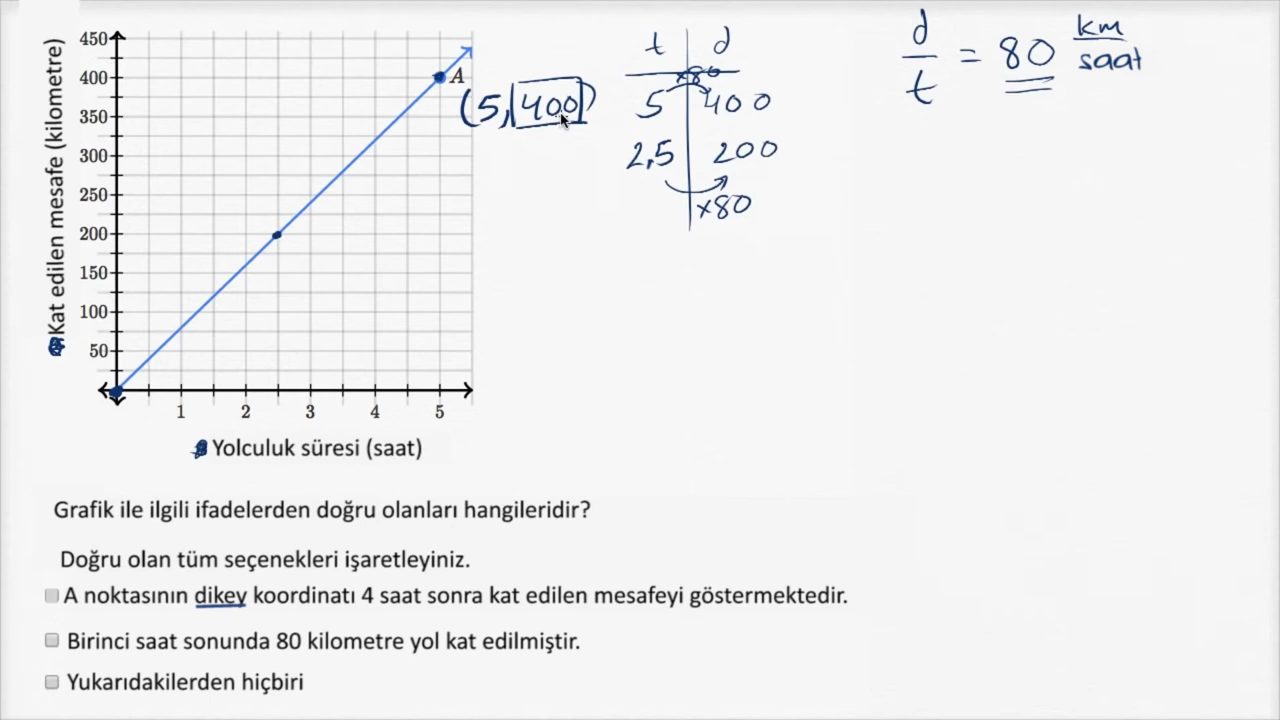 450
400
350
300
250
200
150
100
50
Kat edilen mesafe (kilometre)
A
(5, 400)
1 2 3 4 5
Yolculuk süresi (saat)
t d
×80
5 400
2,5 200
×80
d/t = 80 km/saat
Grafik ile ilgili ifadelerden doğru olanları hangileridir?
Doğru olan tüm seçenekleri işaretleyiniz.
A noktasının dikey koordinatı 4 saat sonra kat edilen mesafeyi göstermektedir.
Birinci saat sonunda 80 kilometre yol kat edilmiştir.
Yukarıdakilerden hiçbiri